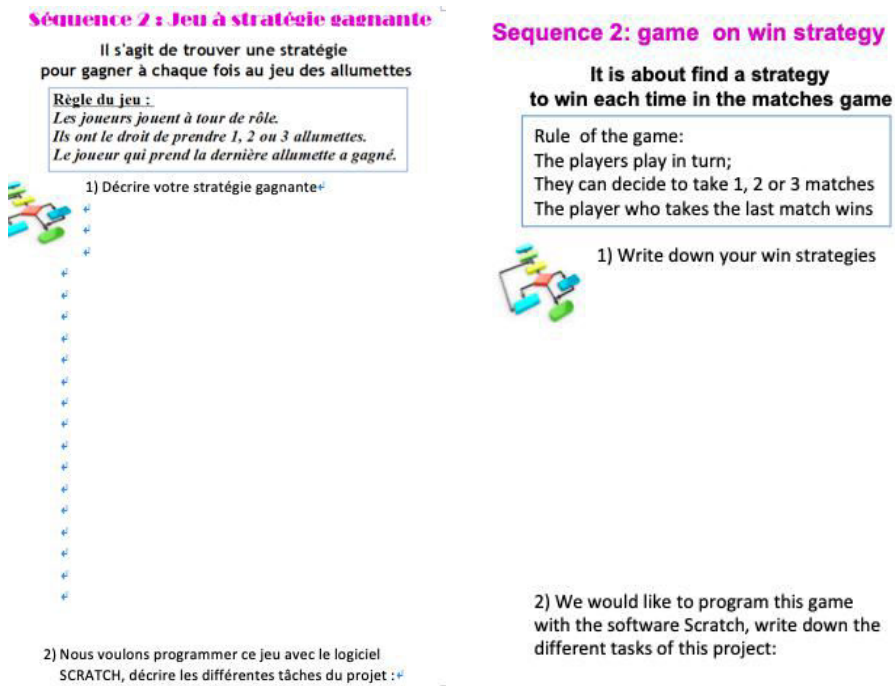 Séquence 2 : Jeu à stratégie gagnante
Il s'agit de trouver une stratégie
pour gagner à chaque fois au jeu des allumettes
Règle du jeu :
Les joueurs jouent à tour de rôle.
Ils ont le droit de prendre 1, 2 ou 3 allumettes.
Le joueur qui prend la dernière allumette a gagné.
1) Décrire votre stratégie gagnante
2) Nous voulons programmer ce jeu avec le logiciel
SCRATCH, décrire les différentes tâches du projet :
Sequence 2: game on win strategy
It is about find a strategy
to win each time in the matches game
Rule of the game:
The players play in turn;
They can decide to take 1, 2 or 3 matches
The player who takes the last match wins
1) Write down your win strategies
2) We would like to program this game
with the software Scratch, write down the
different tasks of this project: